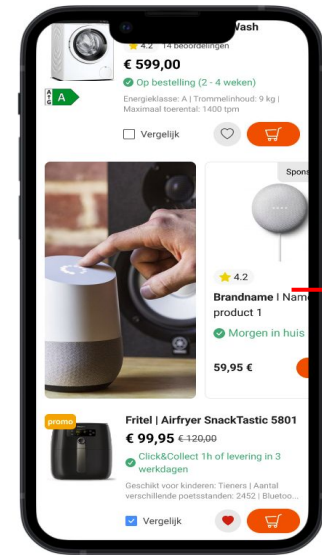 Wash
4.2 14 beoordelingen
€ 599,00
Op bestelling (2 - 4 weken)
A
Energieklasse: A | Trommelinhoud: 9 kg |
Maximaal toerental: 1400 tpm
Vergelijk
Spons
4.2
Brandname | Name
product 1
Morgen in huis
59,95 €
promo
Fritel | Airfryer SnackTastic 5801
€ 99,95 €120,00
Click&Collect 1h of levering in 3
werkdagen
Geschikt voor kinderen: Tieners | Aantal
verschillende poetsstanden: 2452 | Bluetoo...
Vergelijk